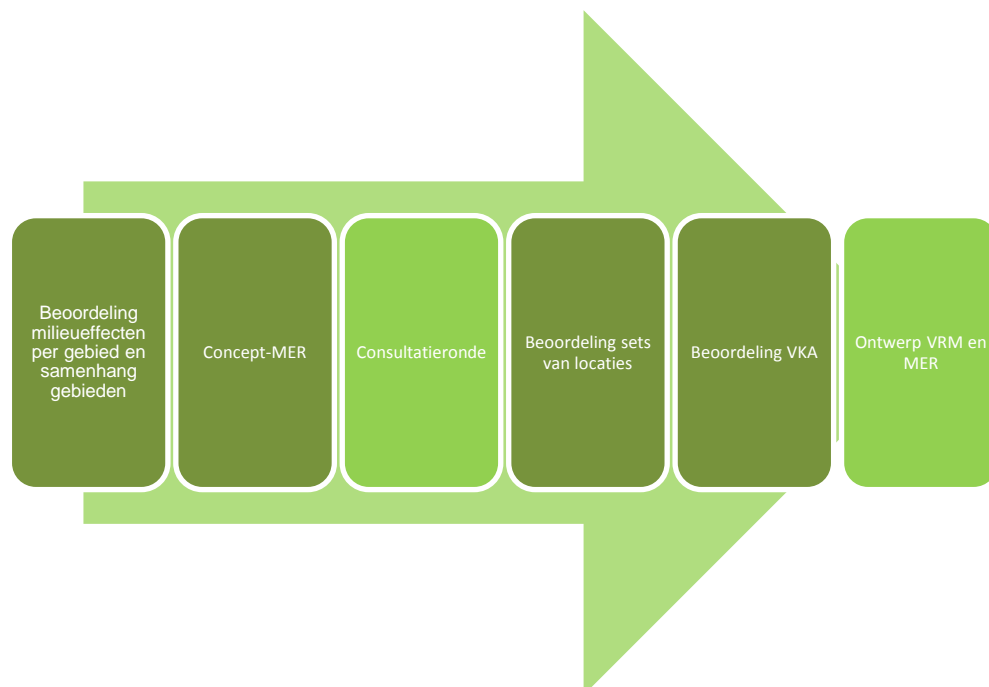 Beoordeling
milieueffecten
per gebied en
samenhang
gebieden
Concept-MER
Consultatieronde
Beoordeling sets
van locaties
Beoordeling VKA
Ontwerp VRM en
MER